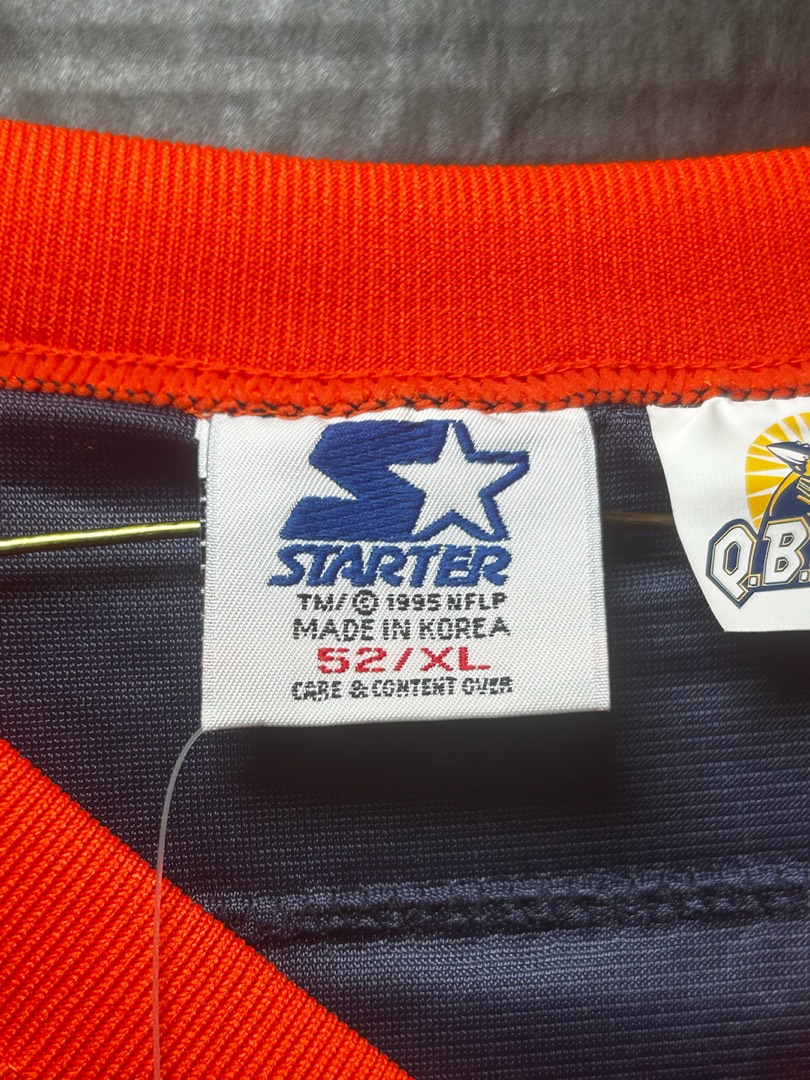 STARTER
TM/© 1995 NFLP
MADE IN KOREA
52/XL
CARE & CONTENT OVER
Q.B.